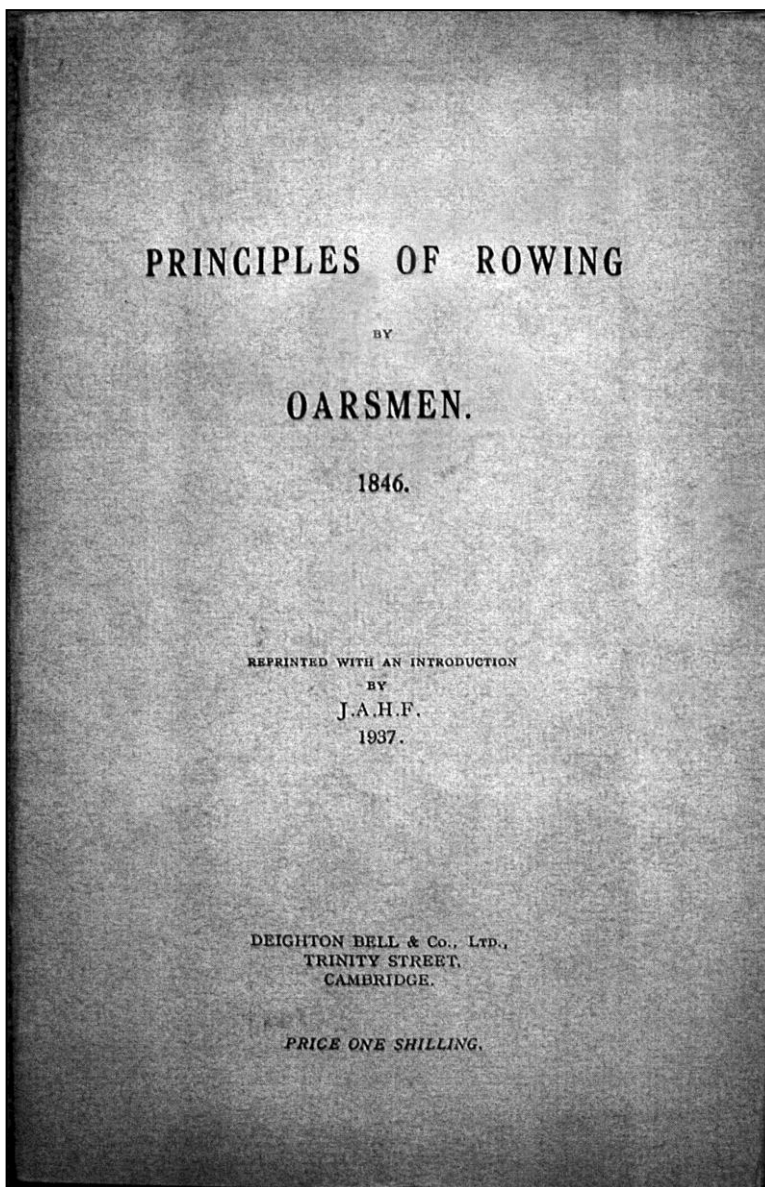 PRINCIPLES OF ROWING
BY
OARSMEN.
1846.
REPRINTED WITH AN INTRODUCTION
BY
J.A.H.F.
1937.
DEIGHTON BELL & Co., LTD.,
TRINITY STREET,
CAMBRIDGE.
PRICE ONE SHILLING.